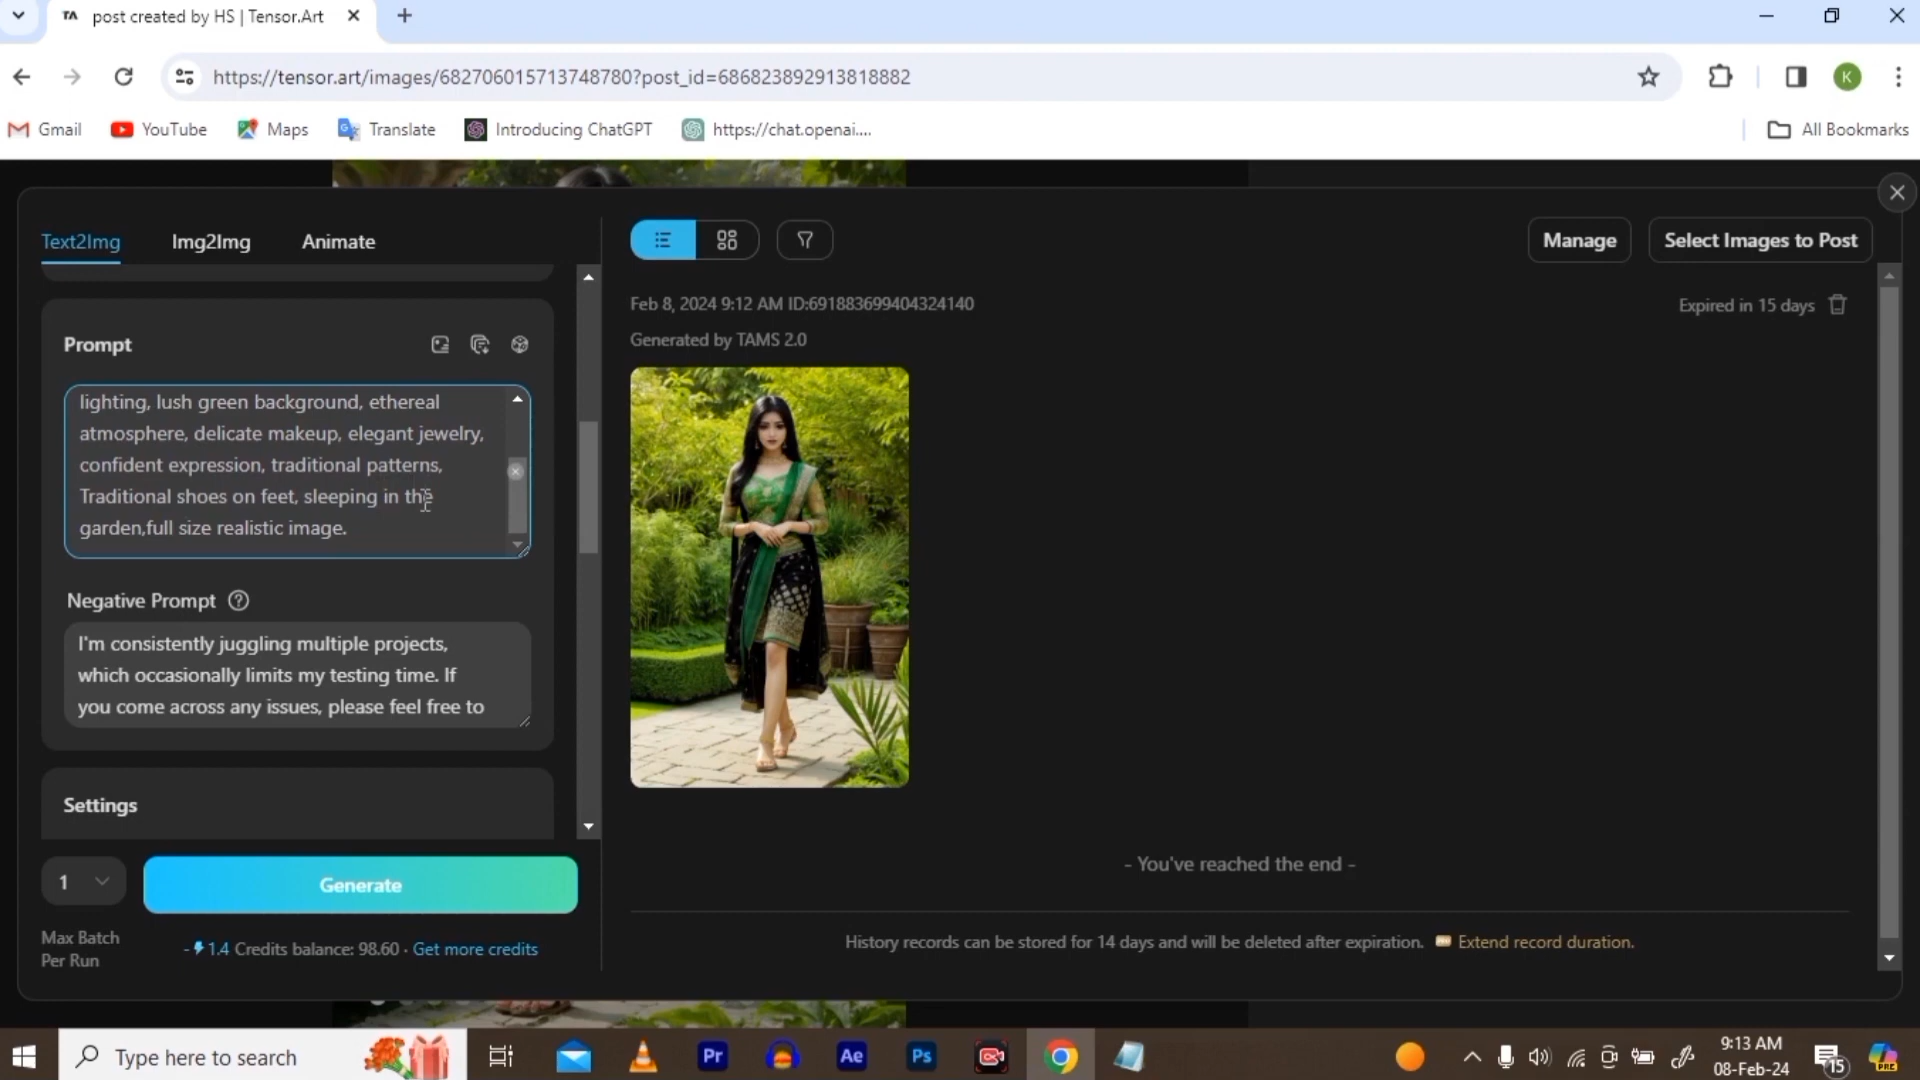 post created by HS | Tensor.Art
https://tensor.art/images/682706015713748780?post_id=686823892913818882
K
Gmail
YouTube
Maps
Translate
Introducing ChatGPT
https://chat.openai....
All Bookmarks
Text2Img
Img2Img
Animate
Manage
Select Images to Post
Feb 8, 2024 9:12 AM ID:691883699404324140
Expired in 15 days
Generated by TAMS 2.0
Prompt
lighting, lush green background, ethereal
atmosphere, delicate makeup, elegant jewelry,
confident expression, traditional patterns,
Traditional shoes on feet, sleeping in the
garden,full size realistic image.
Negative Prompt
I'm consistently juggling multiple projects,
which occasionally limits my testing time. If
you come across any issues, please feel free to
Settings
1
Generate
Max Batch
Per Run
- 1.4 Credits balance: 98.60 · Get more credits
- You've reached the end -
History records can be stored for 14 days and will be deleted after expiration. Extend record duration.
Type here to search
Pr
Ae
Ps
9:13 AM
08-Feb-24
15
PRE